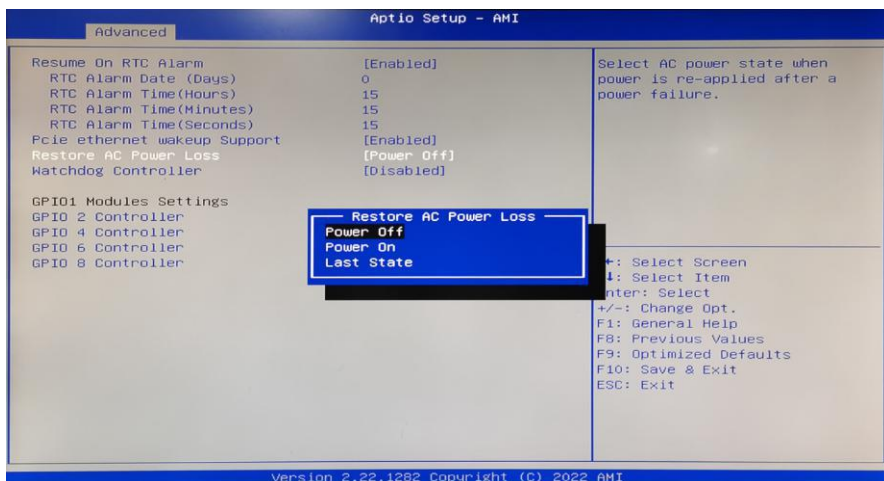 Aptio Setup - AMI
Advanced
Resume On RTC Alarm [Enabled]
RTC Alarm Date (Days) 0
RTC Alarm Time(Hours) 15
RTC Alarm Time(Minutes) 15
RTC Alarm Time(Seconds) 15
Pcie ethernet wakeup Support [Enabled]
Restore AC Power Loss [Power Off]
Watchdog Controller [Disabled]
GPIO1 Modules Settings
GPIO 2 Controller
GPIO 4 Controller
GPIO 6 Controller
GPIO 8 Controller
Restore AC Power Loss
Power Off
Power On
Last State
Select AC power state when
power is re-applied after a
power failure.
: Select Screen
: Select Item
nter: Select
+/-: Change Opt.
F1: General Help
F8: Previous Values
F9: Optimized Defaults
F10: Save & Exit
ESC: Exit
Version 2.22.1282 Copyright (C) 2022 AMI